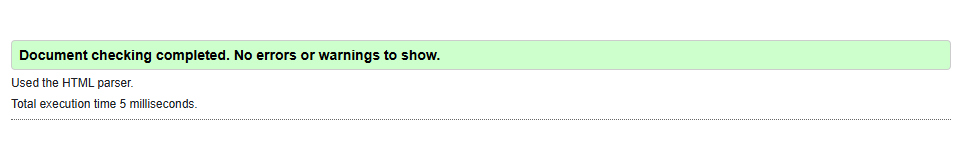 Document checking completed. No errors or warnings to show.
Used the HTML parser.
Total execution time 5 milliseconds.